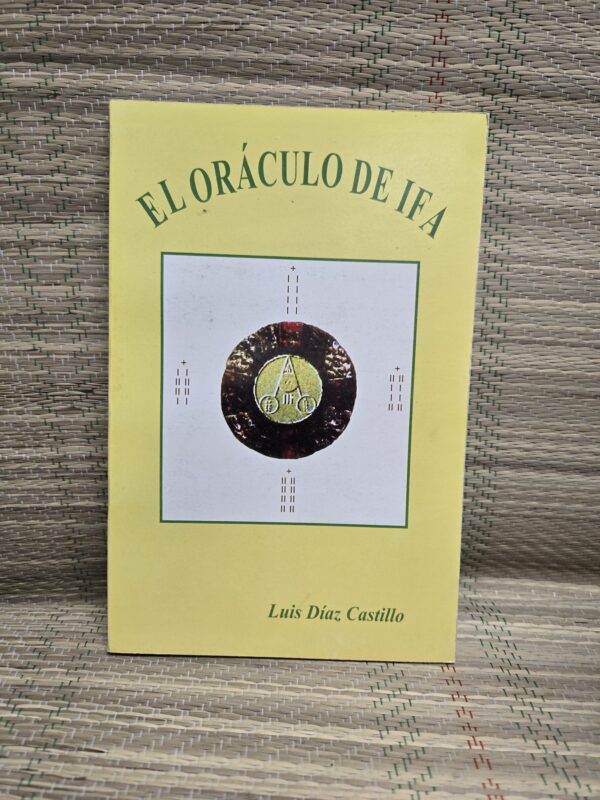 EL ORÁCULO DE IFA
Luis Díaz Castillo